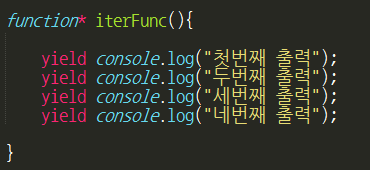 function* iterFunc(){
yield console.log("첫번째 출력");
yield console.log("두번째 출력");
yield console.log("세번째 출력");
yield console.log("네번째 출력");
}